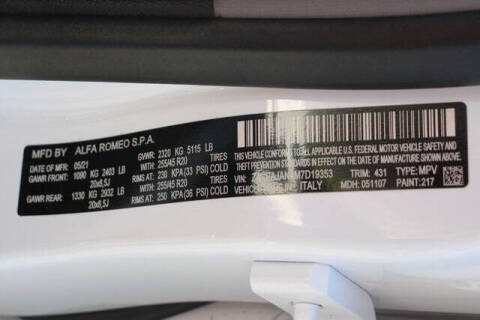 MFD BY ALFA ROMEO S.P.A.
DATE OF MFR: 05/21 GVWR: 2320 KG 5115 LB
GAWR FRONT: 1090 KG 2403 LB WITH: 255/45 R20 TIRES
20x8,5J RIMS AT: 230 KPA (33 PSI) COLD
GAWR REAR: 1330 KG 2932 LB WITH: 255/45 R20 TIRES
20x8,5J RIMS AT: 250 KPA (36 PSI) COLD
THIS VEHICLE CONFORMS TO ALL APPLICABLE U.S. FEDERAL MOTOR VEHICLE SAFETY
AND THEFT PREVENTION STANDARDS IN EFFECT ON THE DATE OF MFR. SHOWN ABOVE
VIN: TRIM: 431 TYPE: MPV
MADE IN: ITALY MDH: 051107 PAINT: 217